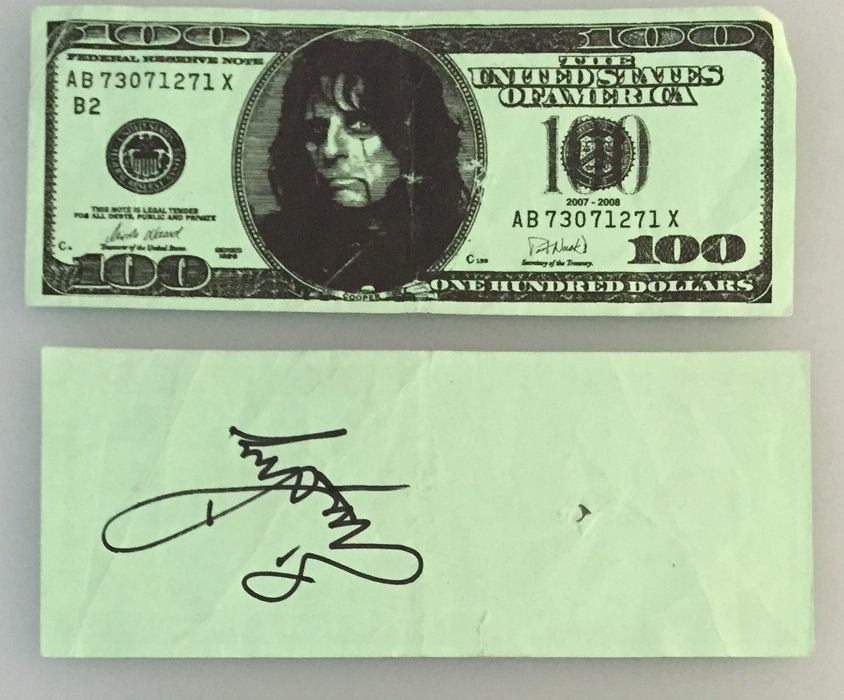 100 100
FEDERAL RESERVE NOTE
THE
UNITED STATES
OF AMERICA
AB 73071271 X
B2
100
2007 - 2008
AB 73071271 X
THIS NOTE IS LEGAL TENDER
FOR ALL DEBTS, PUBLIC AND PRIVATE
Treasurer of the United States
SERIES
Secretary of the Treasury.
100
100
COOPER
ONE HUNDRED DOLLARS